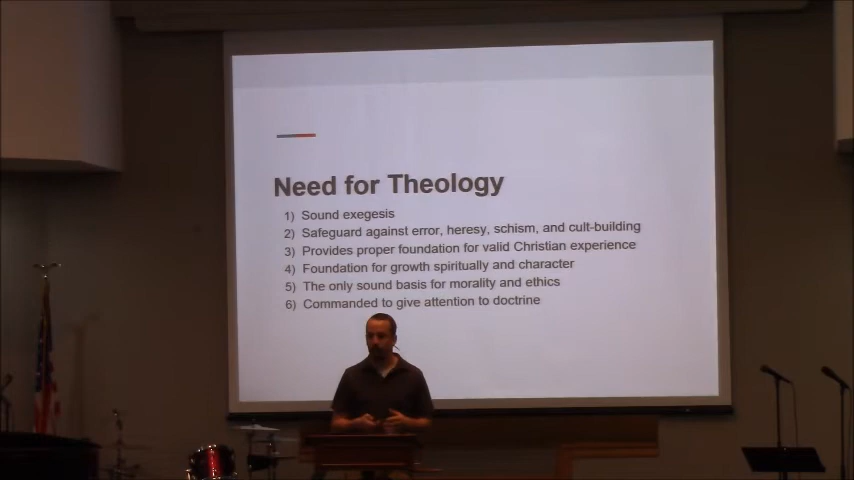 Need for Theology
1) Sound exegesis
2) Safeguard against error, heresy, schism, and cult-building
3) Provides proper foundation for valid Christian experience
4) Foundation for growth spiritually and character
5) The only sound basis for morality and ethics
6) Commanded to give attention to doctrine